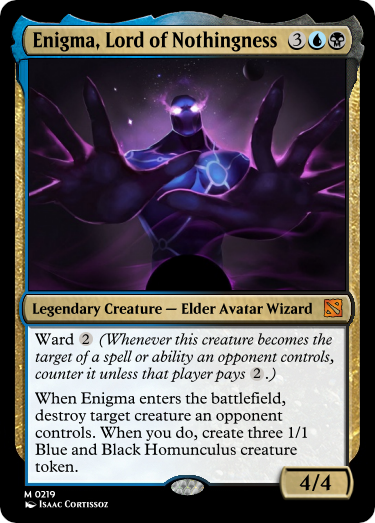 Enigma, Lord of Nothingness 3
Legendary Creature — Elder Avatar Wizard
Ward 2 (Whenever this creature becomes the
target of a spell or ability an opponent controls,
counter it unless that player pays 2.)
When Enigma enters the battlefield,
destroy target creature an opponent
controls. When you do, create three 1/1
Blue and Black Homunculus creature
token.
4/4
M 0219
Isaac Cortissoz